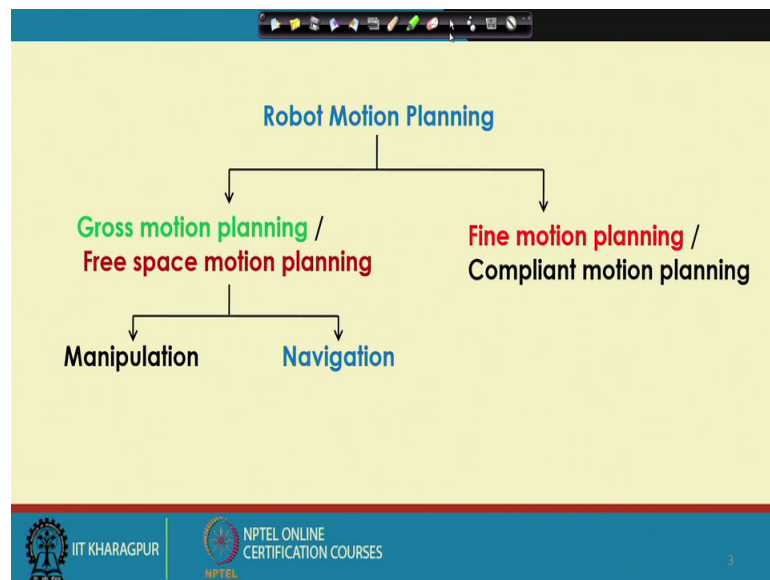 Robot Motion Planning
Gross motion planning /
Free space motion planning
Fine motion planning /
Compliant motion planning
Manipulation
Navigation
IIT KHARAGPUR
NPTEL
NPTEL ONLINE
CERTIFICATION COURSES
3